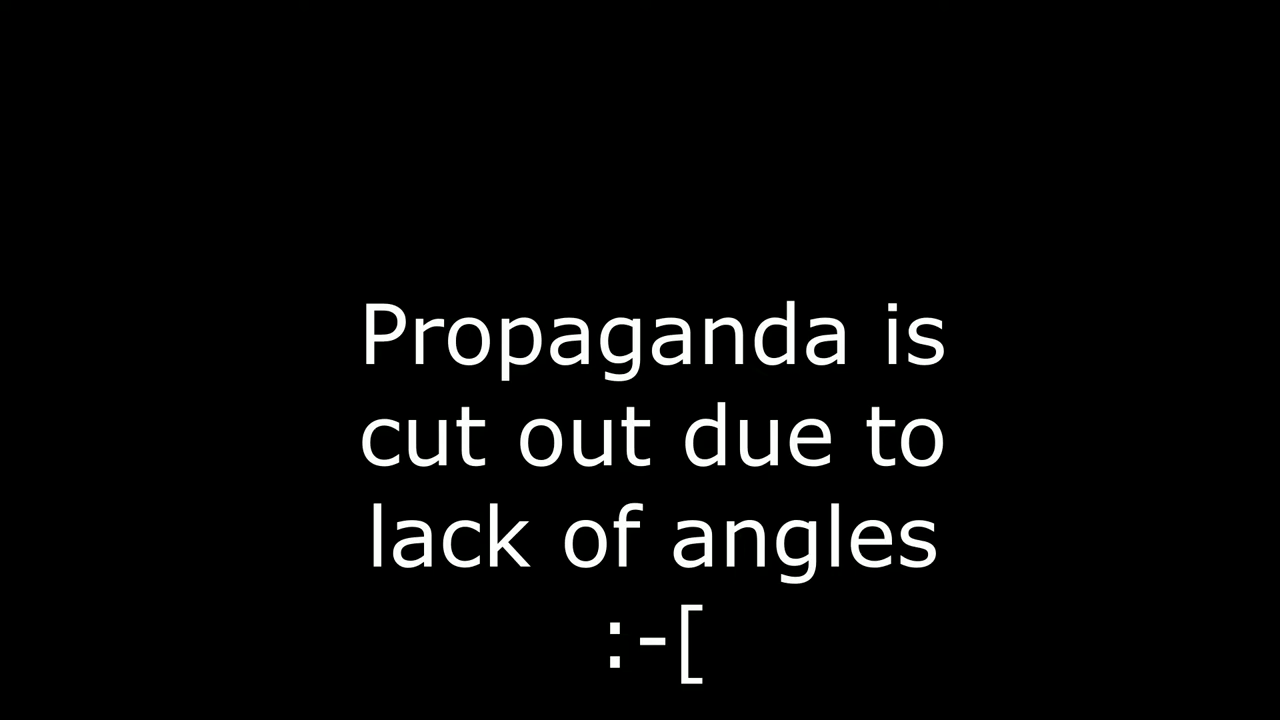 Propaganda is
cut out due to
lack of angles
:-[